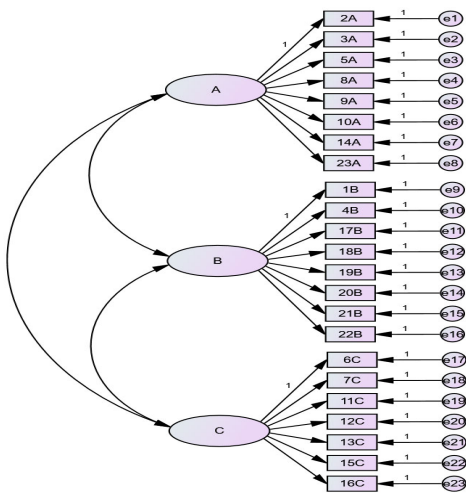 2A 1 e1
1
3A 1 e2
5A 1 e3
8A 1 e4
A
9A 1 e5
10A 1 e6
14A 1 e7
23A 1 e8
1B 1 e9
1
4B 1 e10
17B 1 e11
18B 1 e12
B
19B 1 e13
20B 1 e14
21B 1 e15
22B 1 e16
6C 1 e17
1
7C 1 e18
11C 1 e19
12C 1 e20
C
13C 1 e21
15C 1 e22
16C 1 e23